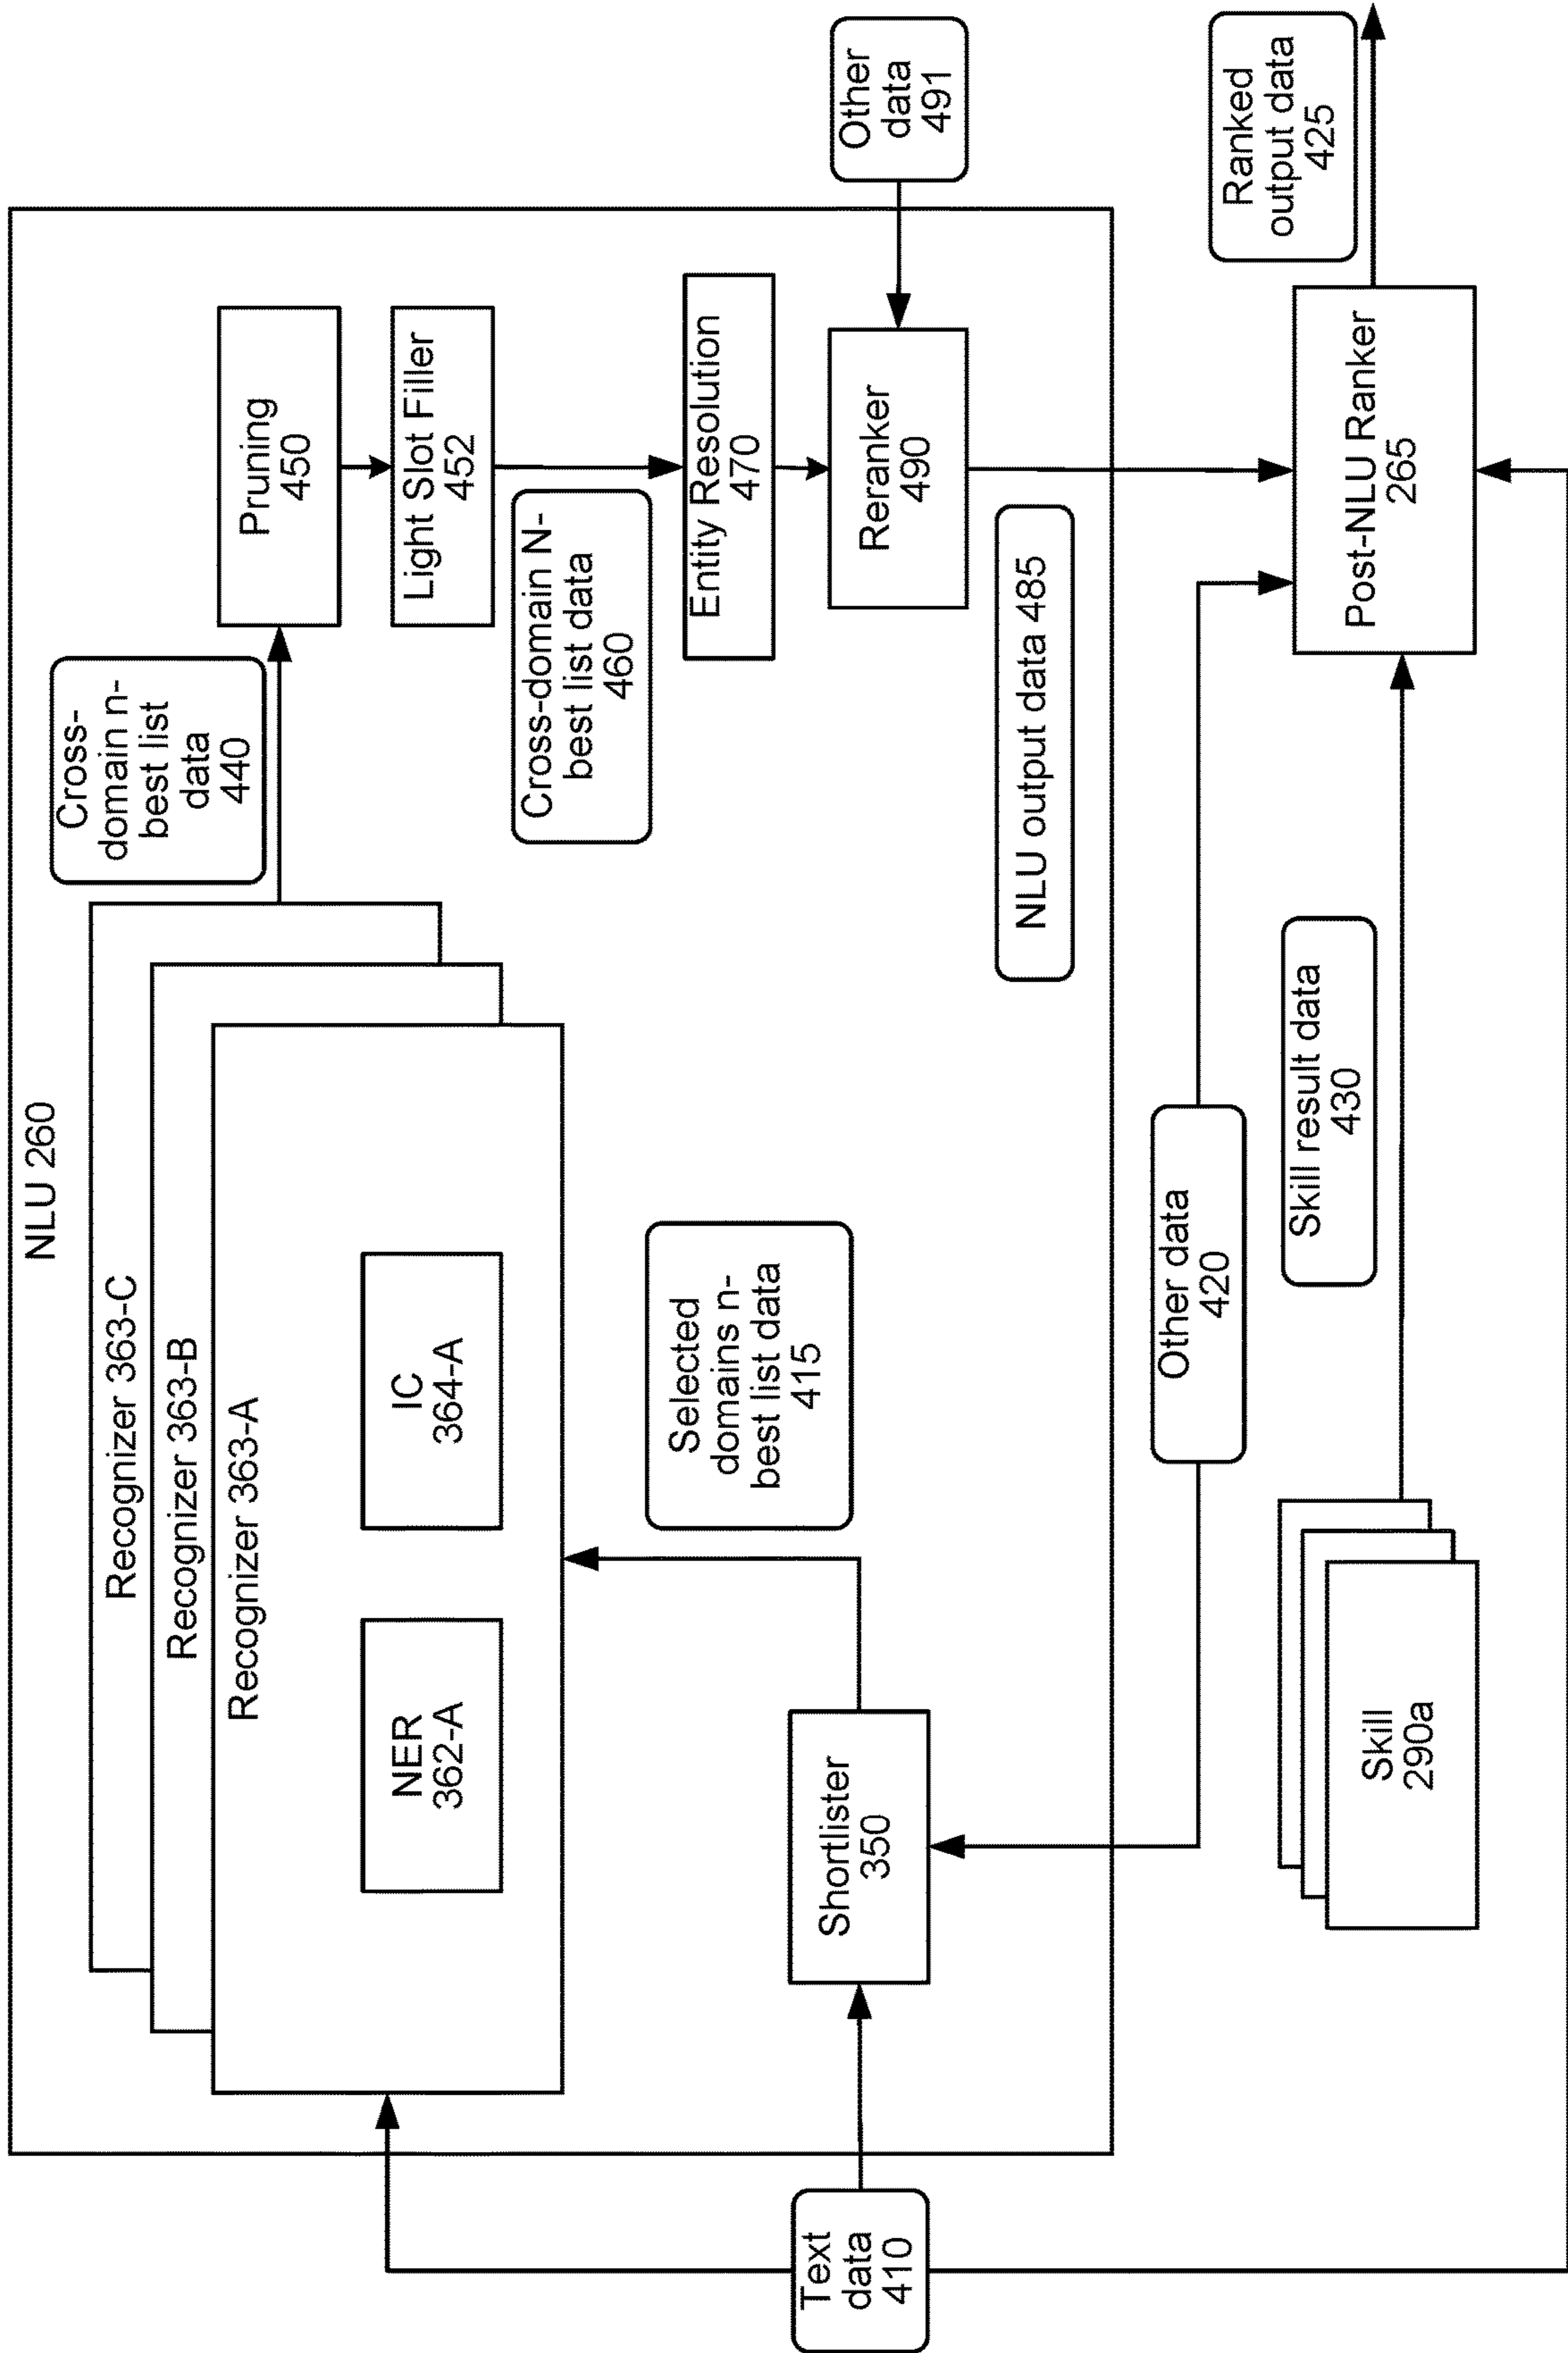 NLU 260
Recognizer 363-C
Recognizer 363-B
Recognizer 363-A
NER
362-A
IC
364-A
Cross-
domain n-
best list
data
440
Pruning
450
Light Slot Filler
452
Cross-domain N-
best list data
460
Entity Resolution
470
Reranker
490
Other
data
491
Selected
domains n-
best list data
415
Shortlister
350
Text
data
410
NLU output data 485
Other data
420
Skill result data
430
Skill
290a
Post-NLU Ranker
265
Ranked
output data
425